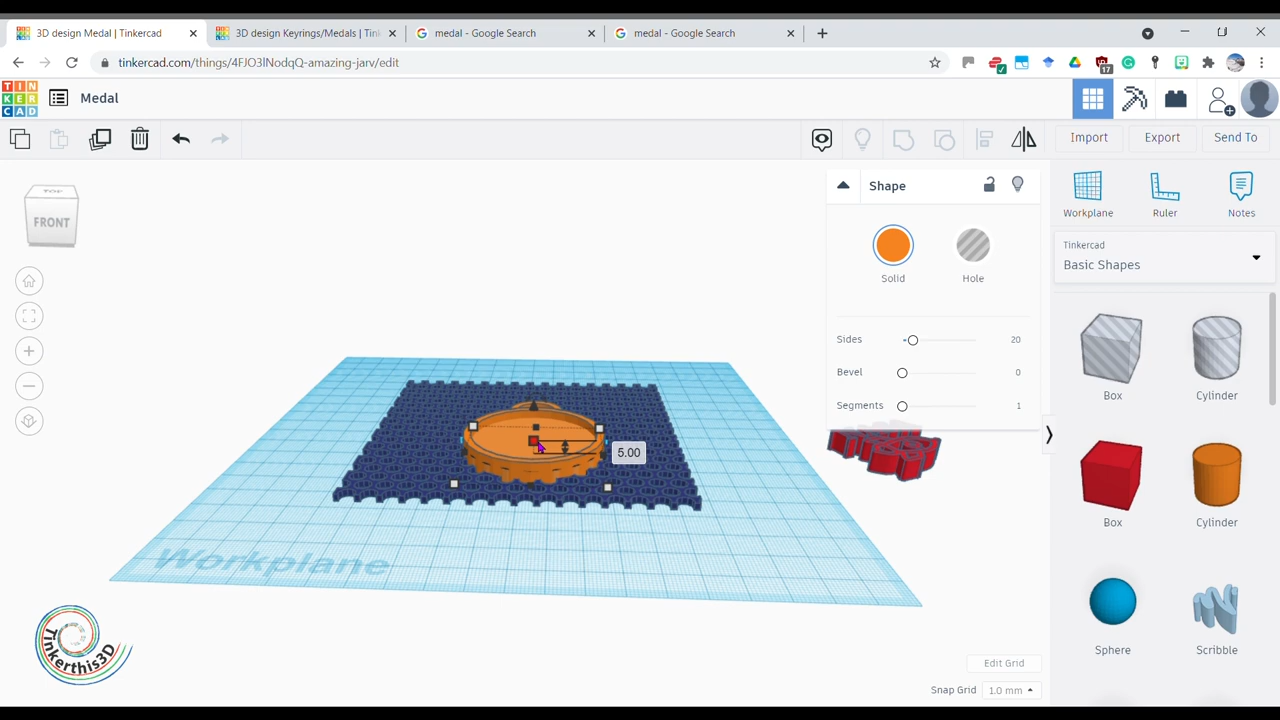 3D design Medal | Tinkercad
3D design Keyrings/Medals | Tin
medal - Google Search
medal - Google Search
tinkercad.com/things/4FJO3lNodqQ-amazing-jarv/edit
17
TIN
KER
CAD
Medal
Import
Export
Send To
TOP
FRONT
Shape
Solid
Hole
Sides
20
Bevel
0
Segments
1
Workplane
Ruler
Notes
Tinkercad
Basic Shapes
Box
Cylinder
Box
Cylinder
Sphere
Scribble
5.00
Workplane
Tinkerthis3D
Edit Grid
Snap Grid
1.0 mm